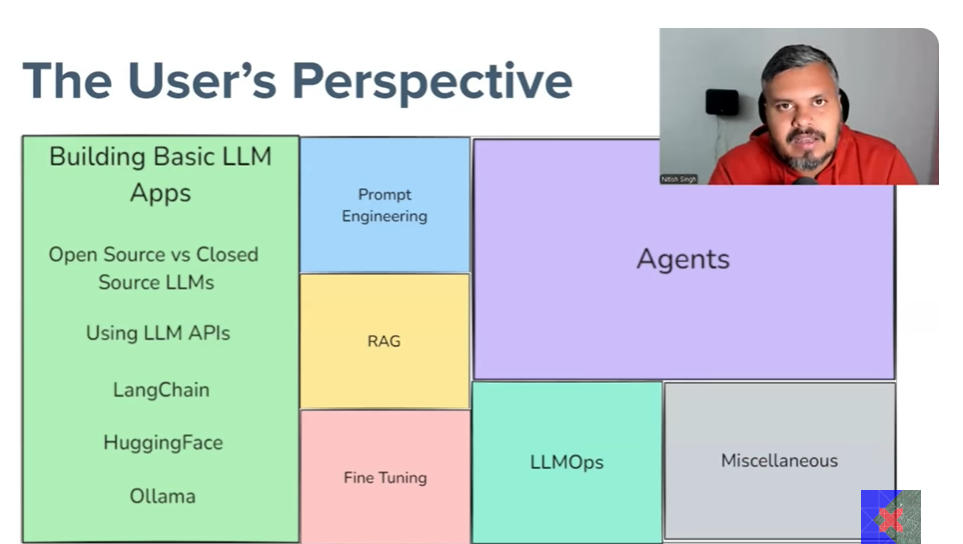 The User's Perspective
Nitish Singh
Building Basic LLM
Apps
Open Source vs Closed
Source LLMs
Using LLM APIs
LangChain
HuggingFace
Ollama
Prompt
Engineering
RAG
Fine Tuning
Agents
LLMOps
Miscellaneous